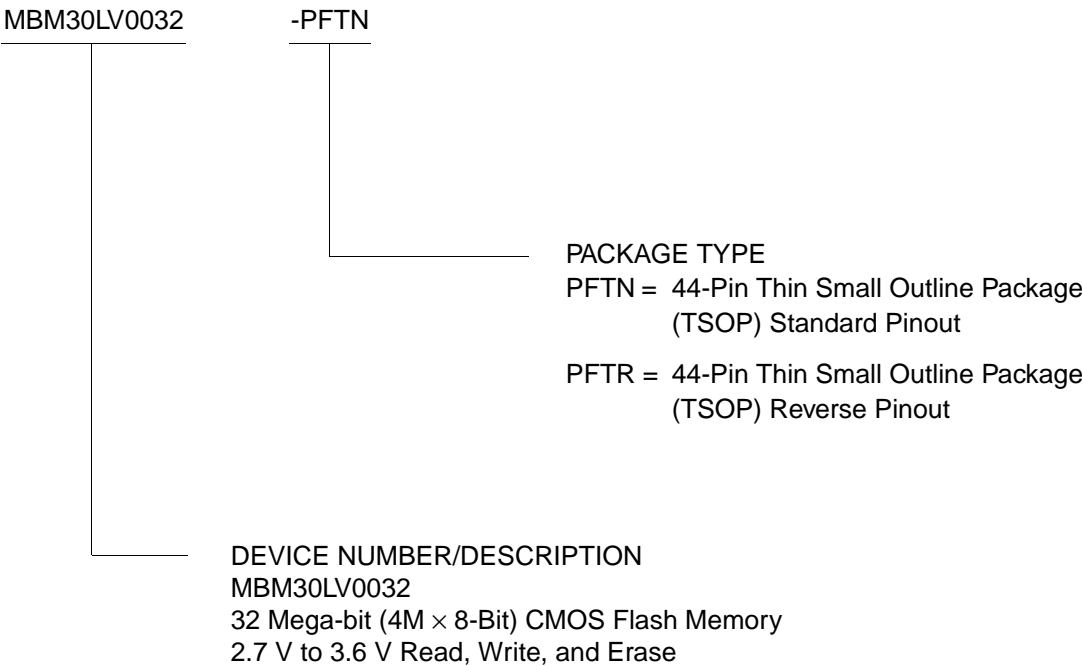 MBM30LV0032 -PFTN
PACKAGE TYPE
PFTN = 44-Pin Thin Small Outline Package
(TSOP) Standard Pinout
PFTR = 44-Pin Thin Small Outline Package
(TSOP) Reverse Pinout
DEVICE NUMBER/DESCRIPTION
MBM30LV0032
32 Mega-bit (4M × 8-Bit) CMOS Flash Memory
2.7 V to 3.6 V Read, Write, and Erase